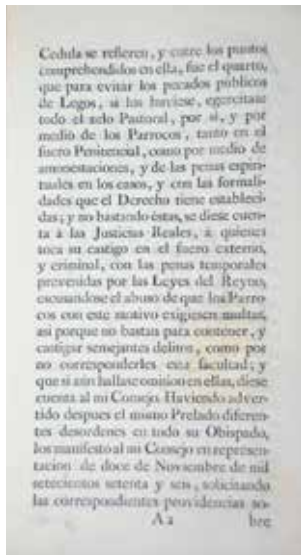 Cedula se refieren, y entre los puntos
comprehendidos en ella, fue el quarto,
que para evitar los pecados públicos
de Legos, si los huviese, egercitase
todo el zelo Pastoral, por sí, y por
medio de los Parrocos, tanto en el
fuero Penitencial, como por medio de
amonestaciones, y de las penas espiri-
tuales en los casos, y con las formali-
dades que el Derecho tiene estableci-
das; y no bastando éstas, se diese cuen-
ta á las Justicias Reales, á quienes
toca su castigo en el fuero externo,
y criminal, con las penas temporales
prevenidas por las Leyes del Reyno,
escusandose el abuso de que los Parro-
cos con este motivo exigiesen multas,
asi porque no bastan para contener, y
castigar semejantes delitos, como por
no corresponderles esta facultad; y
que si aún hallase omision en ellas, diese
cuenta al mi Consejo. Haviendo adver-
tido despues el mismo Prelado diferen-
tes desordenes en todo su Obispado,
los manifestó al mi Consejo en represen-
tacion de doce de Noviembre de mil
setecientos setenta y seis, solicitando
las correspondientes providencias so-
A 2 bre